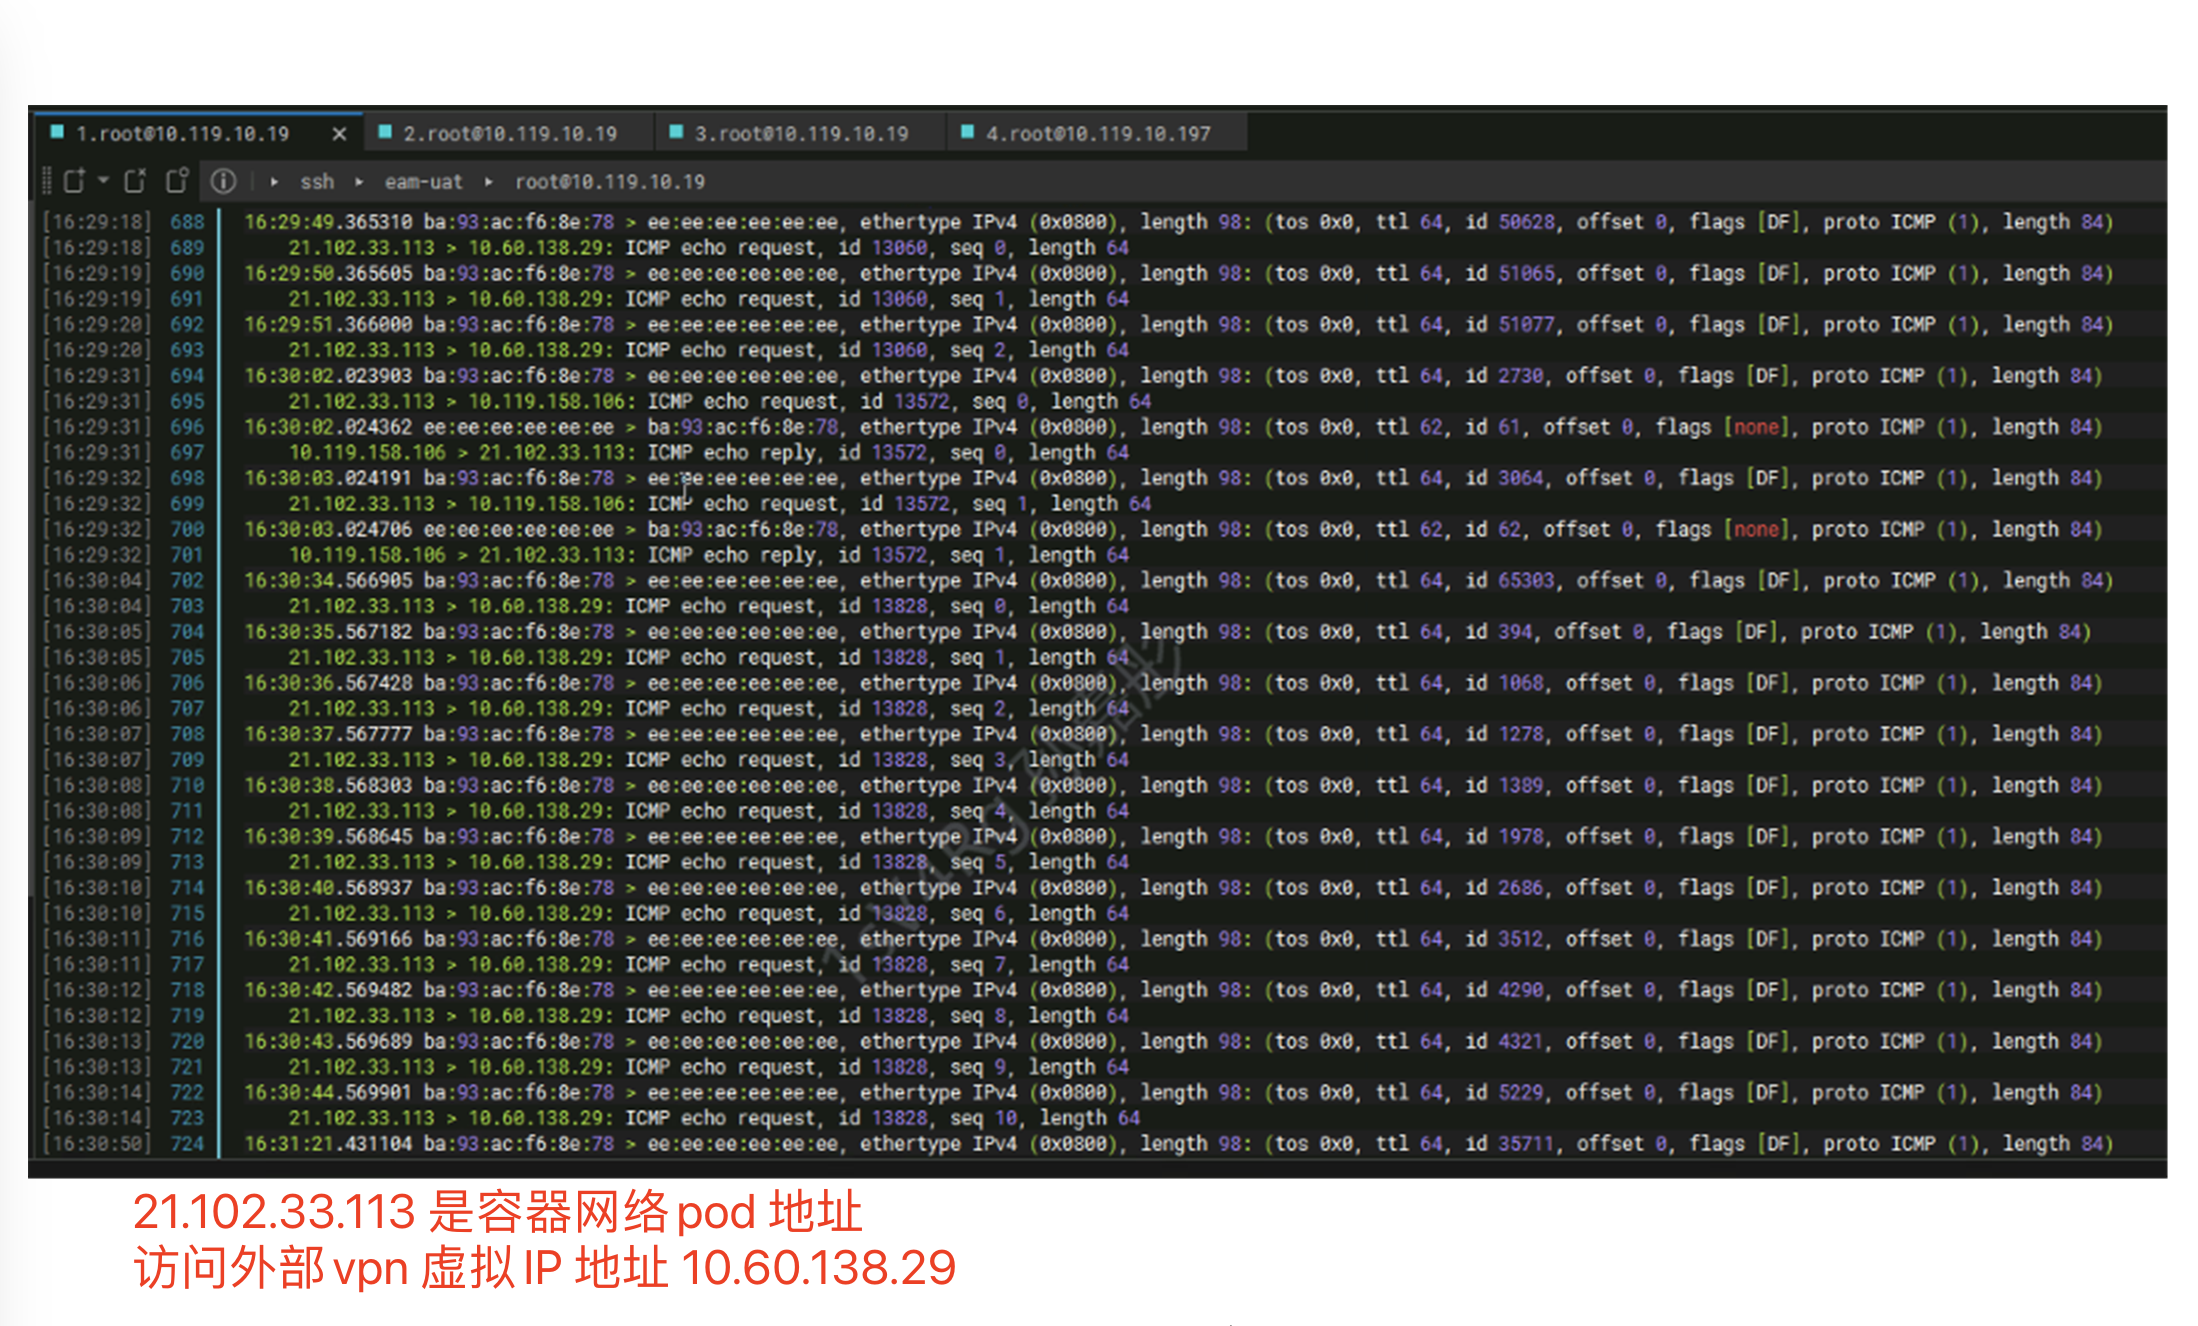 1.root@10.119.10.19 × 2.root@10.119.10.19 3.root@10.119.10.19 4.root@10.119.10.197
ssh eam-uat root@10.119.10.19
[16:29:18] 688 16:29:49.365310 ba:93:ac:f6:8e:78 > ee:ee:ee:ee:ee:ee, ethertype IPv4 (0x0800), length 98: (tos 0x0, ttl 64, id 50628, offset 0, flags [DF], proto ICMP (1), length 84)
[16:29:18] 689 21.102.33.113 > 10.60.138.29: ICMP echo request, id 13060, seq 0, length 64
[16:29:19] 690 16:29:50.365605 ba:93:ac:f6:8e:78 > ee:ee:ee:ee:ee:ee, ethertype IPv4 (0x0800), length 98: (tos 0x0, ttl 64, id 51065, offset 0, flags [DF], proto ICMP (1), length 84)
[16:29:19] 691 21.102.33.113 > 10.60.138.29: ICMP echo request, id 13060, seq 1, length 64
[16:29:20] 692 16:29:51.366000 ba:93:ac:f6:8e:78 > ee:ee:ee:ee:ee:ee, ethertype IPv4 (0x0800), length 98: (tos 0x0, ttl 64, id 51077, offset 0, flags [DF], proto ICMP (1), length 84)
[16:29:20] 693 21.102.33.113 > 10.60.138.29: ICMP echo request, id 13060, seq 2, length 64
[16:29:31] 694 16:30:02.023903 ba:93:ac:f6:8e:78 > ee:ee:ee:ee:ee:ee, ethertype IPv4 (0x0800), length 98: (tos 0x0, ttl 64, id 2730, offset 0, flags [DF], proto ICMP (1), length 84)
[16:29:31] 695 21.102.33.113 > 10.119.158.106: ICMP echo request, id 13572, seq 0, length 64
[16:29:31] 696 16:30:02.024362 ee:ee:ee:ee:ee:ee > ba:93:ac:f6:8e:78, ethertype IPv4 (0x0800), length 98: (tos 0x0, ttl 62, id 61, offset 0, flags [none], proto ICMP (1), length 84)
[16:29:31] 697 10.119.158.106 > 21.102.33.113: ICMP echo reply, id 13572, seq 0, length 64
[16:29:32] 698 16:30:03.024191 ba:93:ac:f6:8e:78 > ee:ee:ee:ee:ee:ee, ethertype IPv4 (0x0800), length 98: (tos 0x0, ttl 64, id 3064, offset 0, flags [DF], proto ICMP (1), length 84)
[16:29:32] 699 21.102.33.113 > 10.119.158.106: ICMP echo request, id 13572, seq 1, length 64
[16:29:32] 700 16:30:03.024706 ee:ee:ee:ee:ee:ee > ba:93:ac:f6:8e:78, ethertype IPv4 (0x0800), length 98: (tos 0x0, ttl 62, id 62, offset 0, flags [none], proto ICMP (1), length 84)
[16:29:32] 701 10.119.158.106 > 21.102.33.113: ICMP echo reply, id 13572, seq 1, length 64
[16:30:04] 702 16:30:34.566905 ba:93:ac:f6:8e:78 > ee:ee:ee:ee:ee:ee, ethertype IPv4 (0x0800), length 98: (tos 0x0, ttl 64, id 65303, offset 0, flags [DF], proto ICMP (1), length 84)
[16:30:04] 703 21.102.33.113 > 10.60.138.29: ICMP echo request, id 13828, seq 0, length 64
[16:30:05] 704 16:30:35.567182 ba:93:ac:f6:8e:78 > ee:ee:ee:ee:ee:ee, ethertype IPv4 (0x0800), length 98: (tos 0x0, ttl 64, id 394, offset 0, flags [DF], proto ICMP (1), length 84)
[16:30:05] 705 21.102.33.113 > 10.60.138.29: ICMP echo request, id 13828, seq 1, length 64
[16:30:06] 706 16:30:36.567428 ba:93:ac:f6:8e:78 > ee:ee:ee:ee:ee:ee, ethertype IPv4 (0x0800), length 98: (tos 0x0, ttl 64, id 1068, offset 0, flags [DF], proto ICMP (1), length 84)
[16:30:06] 707 21.102.33.113 > 10.60.138.29: ICMP echo request, id 13828, seq 2, length 64
[16:30:07] 708 16:30:37.567777 ba:93:ac:f6:8e:78 > ee:ee:ee:ee:ee:ee, ethertype IPv4 (0x0800), length 98: (tos 0x0, ttl 64, id 1278, offset 0, flags [DF], proto ICMP (1), length 84)
[16:30:07] 709 21.102.33.113 > 10.60.138.29: ICMP echo request, id 13828, seq 3, length 64
[16:30:08] 710 16:30:38.568303 ba:93:ac:f6:8e:78 > ee:ee:ee:ee:ee:ee, ethertype IPv4 (0x0800), length 98: (tos 0x0, ttl 64, id 1389, offset 0, flags [DF], proto ICMP (1), length 84)
[16:30:08] 711 21.102.33.113 > 10.60.138.29: ICMP echo request, id 13828, seq 4, length 64
[16:30:09] 712 16:30:39.568645 ba:93:ac:f6:8e:78 > ee:ee:ee:ee:ee:ee, ethertype IPv4 (0x0800), length 98: (tos 0x0, ttl 64, id 1978, offset 0, flags [DF], proto ICMP (1), length 84)
[16:30:09] 713 21.102.33.113 > 10.60.138.29: ICMP echo request, id 13828, seq 5, length 64
[16:30:10] 714 16:30:40.568937 ba:93:ac:f6:8e:78 > ee:ee:ee:ee:ee:ee, ethertype IPv4 (0x0800), length 98: (tos 0x0, ttl 64, id 2686, offset 0, flags [DF], proto ICMP (1), length 84)
[16:30:10] 715 21.102.33.113 > 10.60.138.29: ICMP echo request, id 13828, seq 6, length 64
[16:30:11] 716 16:30:41.569166 ba:93:ac:f6:8e:78 > ee:ee:ee:ee:ee:ee, ethertype IPv4 (0x0800), length 98: (tos 0x0, ttl 64, id 3512, offset 0, flags [DF], proto ICMP (1), length 84)
[16:30:11] 717 21.102.33.113 > 10.60.138.29: ICMP echo request, id 13828, seq 7, length 64
[16:30:12] 718 16:30:42.569482 ba:93:ac:f6:8e:78 > ee:ee:ee:ee:ee:ee, ethertype IPv4 (0x0800), length 98: (tos 0x0, ttl 64, id 4290, offset 0, flags [DF], proto ICMP (1), length 84)
[16:30:12] 719 21.102.33.113 > 10.60.138.29: ICMP echo request, id 13828, seq 8, length 64
[16:30:13] 720 16:30:43.569689 ba:93:ac:f6:8e:78 > ee:ee:ee:ee:ee:ee, ethertype IPv4 (0x0800), length 98: (tos 0x0, ttl 64, id 4321, offset 0, flags [DF], proto ICMP (1), length 84)
[16:30:13] 721 21.102.33.113 > 10.60.138.29: ICMP echo request, id 13828, seq 9, length 64
[16:30:14] 722 16:30:44.569901 ba:93:ac:f6:8e:78 > ee:ee:ee:ee:ee:ee, ethertype IPv4 (0x0800), length 98: (tos 0x0, ttl 64, id 5229, offset 0, flags [DF], proto ICMP (1), length 84)
[16:30:14] 723 21.102.33.113 > 10.60.138.29: ICMP echo request, id 13828, seq 10, length 64
[16:30:50] 724 16:31:21.431104 ba:93:ac:f6:8e:78 > ee:ee:ee:ee:ee:ee, ethertype IPv4 (0x0800), length 98: (tos 0x0, ttl 64, id 35711, offset 0, flags [DF], proto ICMP (1), length 84)
21.102.33.113 是容器网络pod 地址
访问外部vpn 虚拟IP 地址 10.60.138.29